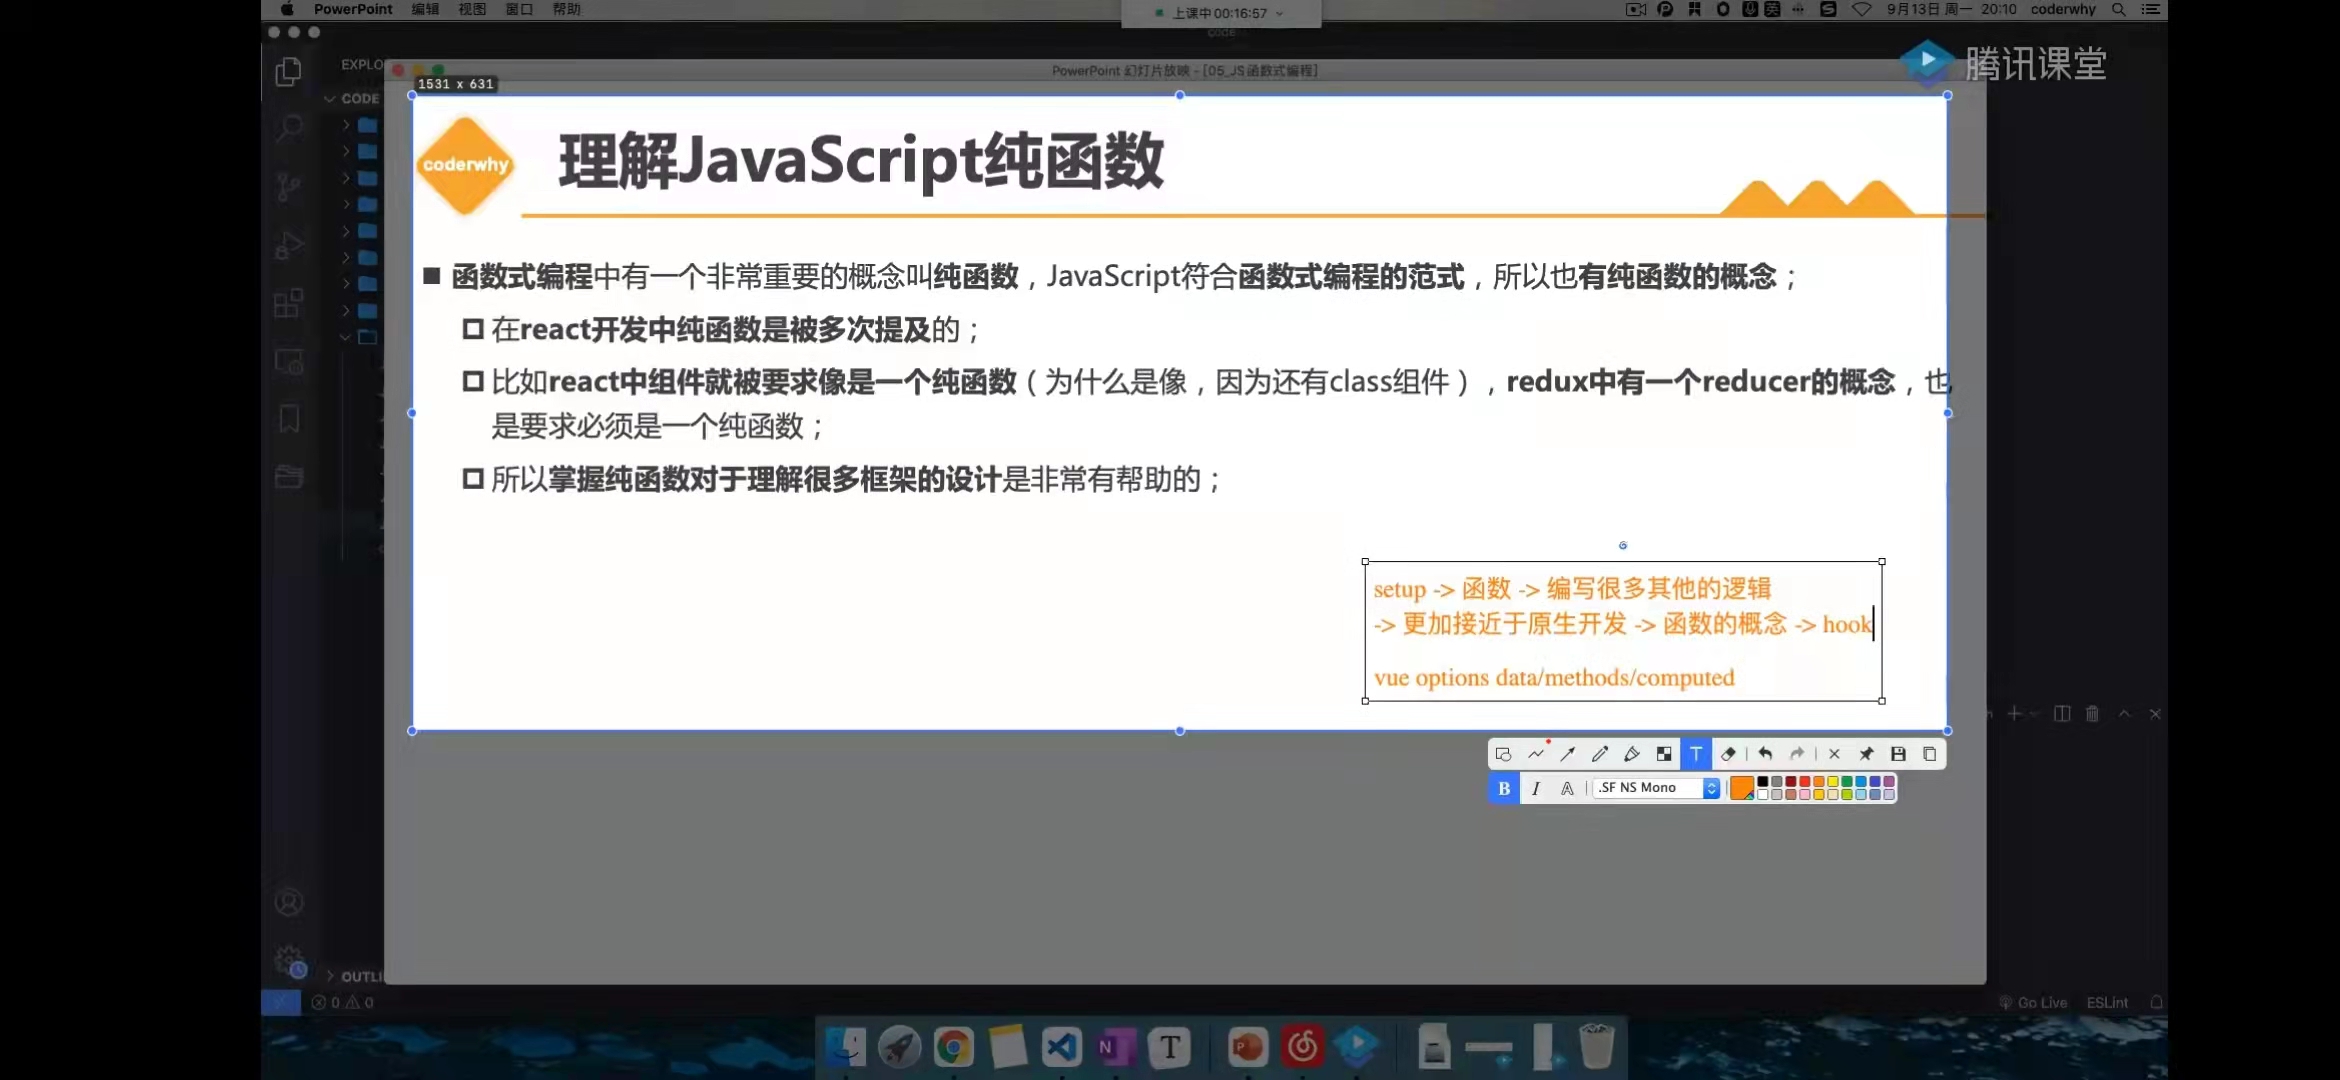 PowerPoint 编辑 视图 窗口 帮助
上课中 00:16:57
9月13日 周一 20:10 coderwhy
code
腾讯课堂
EXPLO
PowerPoint 幻灯片放映 - [05_JS函数式编程]
1531 x 631
CODE
coderwhy
理解JavaScript纯函数
函数式编程中有一个非常重要的概念叫纯函数，JavaScript符合函数式编程的范式，所以也有纯函数的概念；
在react开发中纯函数是被多次提及的；
比如react中组件就被要求像是一个纯函数（为什么是像，因为还有class组件），redux中有一个reducer的概念，也
是要求必须是一个纯函数；
所以掌握纯函数对于理解很多框架的设计是非常有帮助的；
setup -> 函数 -> 编写很多其他的逻辑
-> 更加接近于原生开发 -> 函数的概念 -> hook
vue options data/methods/computed
B I A .SF NS Mono
OUTLI
0 0
Go Live ESLint